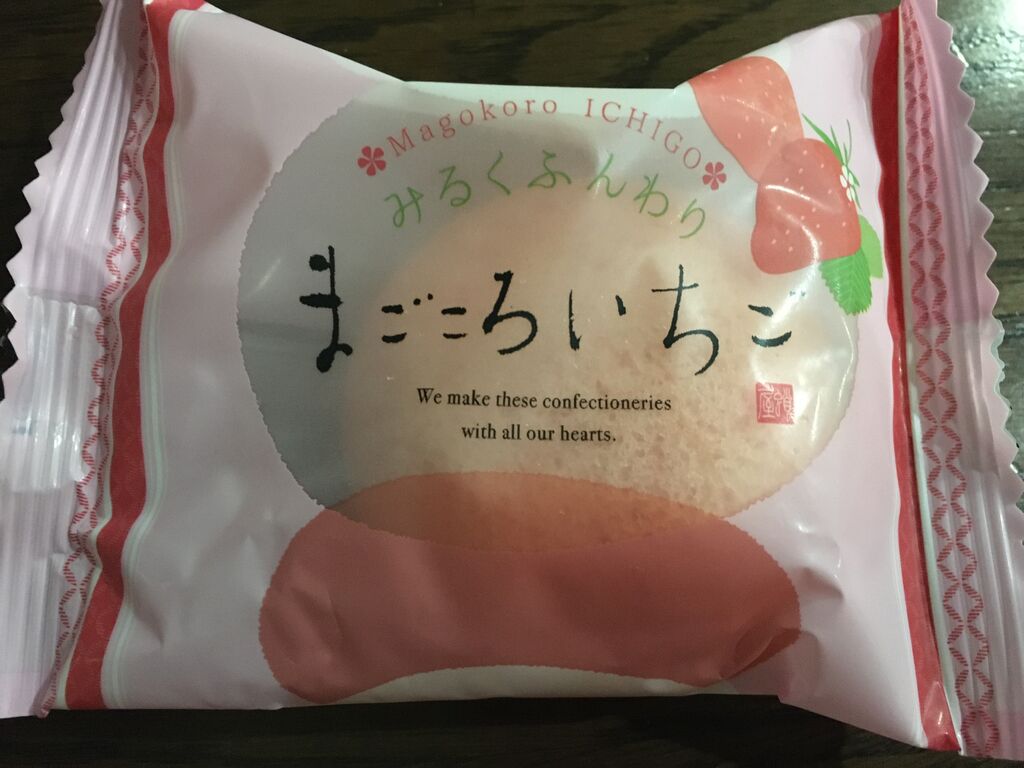 Magokoro ICHIGO
みるくふんわり
まごころいちご
We make these confectioneries
with all our hearts.